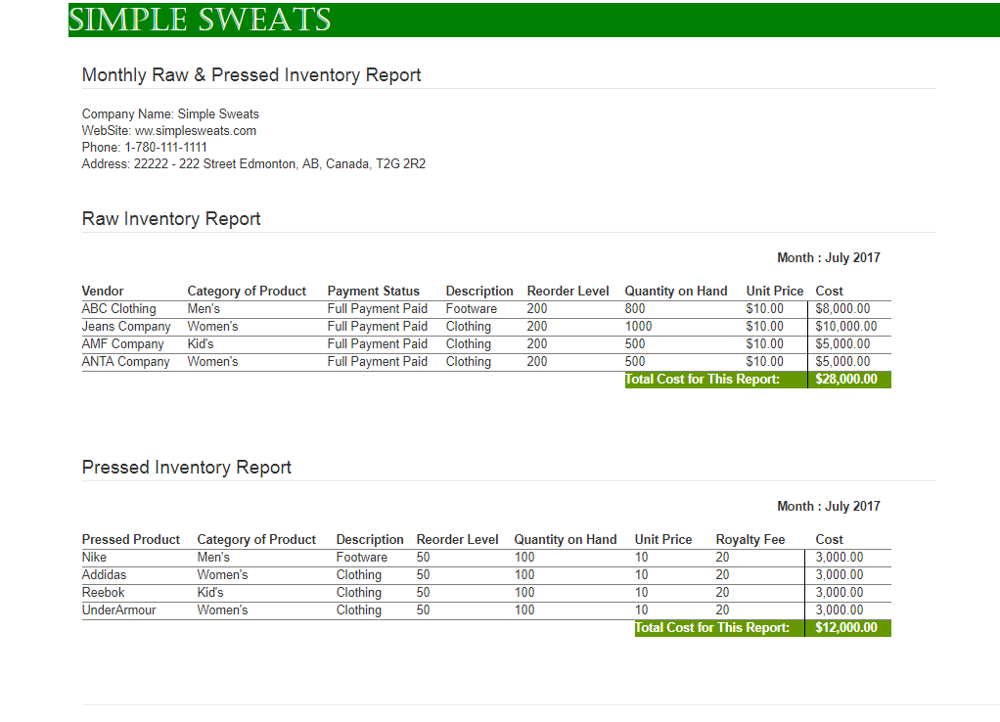 SIMPLE SWEATS
Monthly Raw & Pressed Inventory Report
Company Name: Simple Sweats
WebSite: ww.simplesweats.com
Phone: 1-780-111-1111
Address: 22222 - 222 Street Edmonton, AB, Canada, T2G 2R2
Raw Inventory Report
Month : July 2017
Vendor Category of Product Payment Status Description Reorder Level Quantity on Hand Unit Price Cost
ABC Clothing Men's Full Payment Paid Footware 200 800 $10.00 $8,000.00
Jeans Company Women's Full Payment Paid Clothing 200 1000 $10.00 $10,000.00
AMF Company Kid's Full Payment Paid Clothing 200 500 $10.00 $5,000.00
ANTA Company Women's Full Payment Paid Clothing 200 500 $10.00 $5,000.00
Total Cost for This Report: $28,000.00
Pressed Inventory Report
Month : July 2017
Pressed Product Category of Product Description Reorder Level Quantity on Hand Unit Price Royalty Fee Cost
Nike Men's Footware 50 100 10 20 3,000.00
Addidas Women's Clothing 50 100 10 20 3,000.00
Reebok Kid's Clothing 50 100 10 20 3,000.00
UnderArmour Women's Clothing 50 100 10 20 3,000.00
Total Cost for This Report: $12,000.00